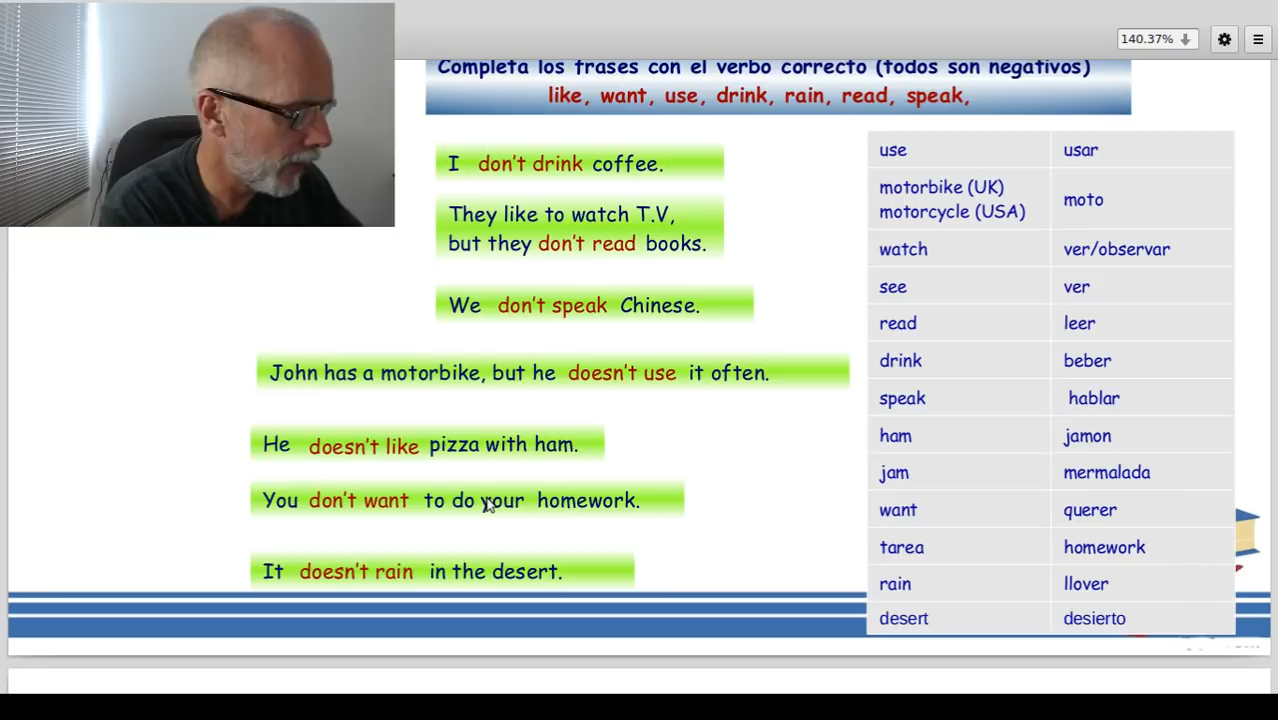 140.37%
Completa los frases con el verbo correcto (todos son negativos)
like, want, use, drink, rain, read, speak,
I don't drink coffee.
They like to watch T.V,
but they don't read books.
We don't speak Chinese.
John has a motorbike, but he doesn't use it often.
He doesn't like pizza with ham.
You don't want to do your homework.
It doesn't rain in the desert.
use usar
motorbike (UK)
motorcycle (USA) moto
watch ver/observar
see ver
read leer
drink beber
speak hablar
ham jamon
jam mermalada
want querer
tarea homework
rain llover
desert desierto